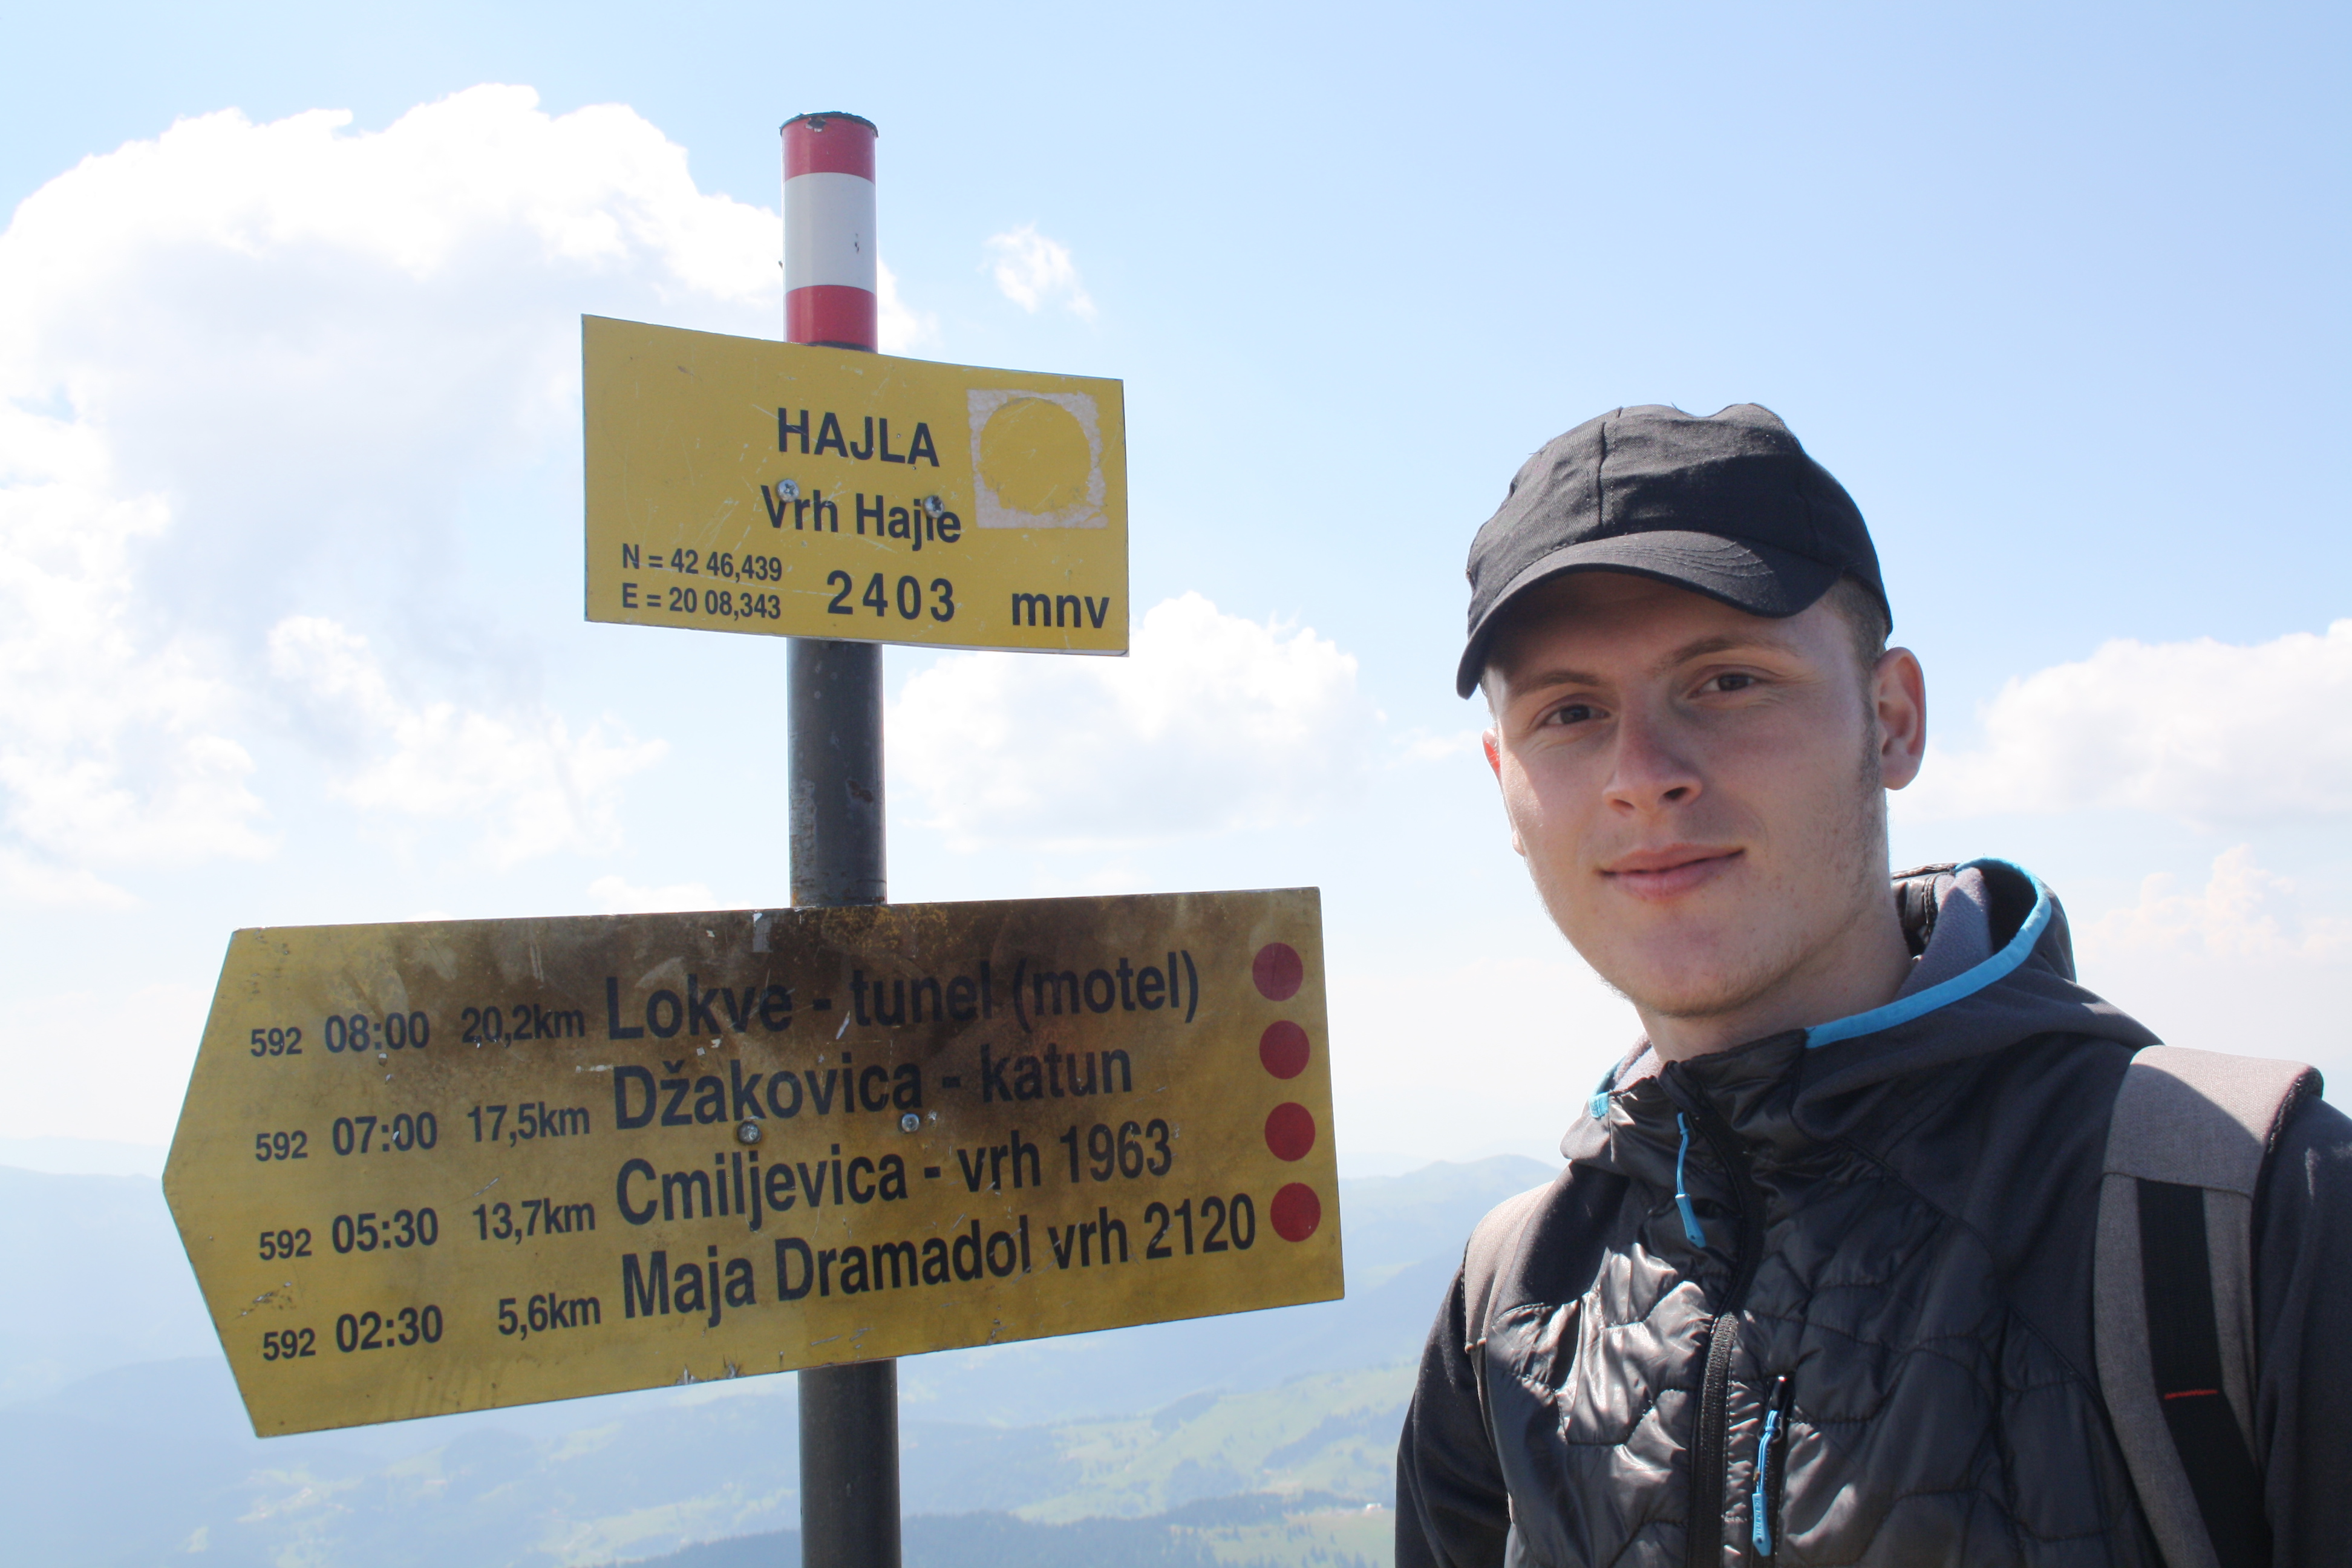 HAJLA
Vrh Hajle
N = 42 46,439
E = 20 08,343
2403 mnv
592 08:00 20,2km Lokve - tunel (motel)
592 07:00 17,5km Džakovica - katun
592 05:30 13,7km Cmiljevica - vrh 1963
592 02:30 5,6km Maja Dramadol vrh 2120